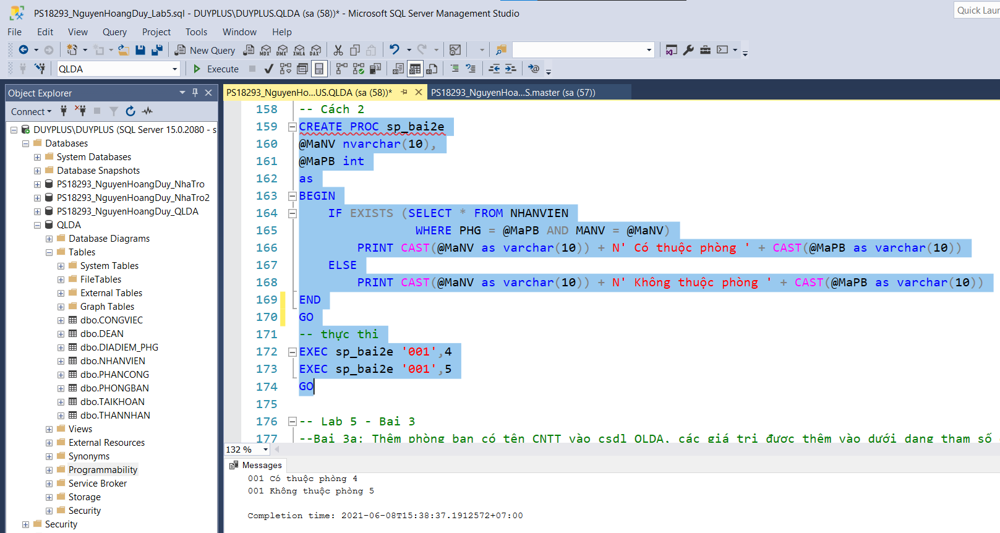 PS18293_NguyenHoangDuy_Lab5.sql - DUYPLUS\DUYPLUS.QLDA (sa (58))* - Microsoft SQL Server Management Studio
Quick Laun
File Edit View Query Project Tools Window Help
New Query MDX DMX XMLA DAX
QLDA Execute
Object Explorer
PS18293_NguyenHo...US.QLDA (sa (58))* PS18293_NguyenHoa...S.master (sa (57))
Connect
DUYPLUS\DUYPLUS (SQL Server 15.0.2080 - s
Databases
System Databases
Database Snapshots
PS18293_NguyenHoangDuy_NhaTro
PS18293_NguyenHoangDuy_NhaTro2
PS18293_NguyenHoangDuy_QLDA
QLDA
Database Diagrams
Tables
System Tables
FileTables
External Tables
Graph Tables
dbo.CONGVIEC
dbo.DEAN
dbo.DIADIEM_PHG
dbo.NHANVIEN
dbo.PHANCONG
dbo.PHONGBAN
dbo.TAIKHOAN
dbo.THANNHAN
Views
External Resources
Synonyms
Programmability
Service Broker
Storage
Security
Security
158 -- Cách 2
159 CREATE PROC sp_bai2e
160 @MaNV nvarchar(10),
161 @MaPB int
162 as
163 BEGIN
164 IF EXISTS (SELECT * FROM NHANVIEN
165 WHERE PHG = @MaPB AND MANV = @MaNV)
166 PRINT CAST(@MaNV as varchar(10)) + N' Có thuộc phòng ' + CAST(@MaPB as varchar(10))
167 ELSE
168 PRINT CAST(@MaNV as varchar(10)) + N' Không thuộc phòng ' + CAST(@MaPB as varchar(10))
169 END
170 GO
171 -- thực thi
172 EXEC sp_bai2e '001',4
173 EXEC sp_bai2e '001',5
174 GO
175
176 -- Lab 5 - Bai 3
177 --Bai 3a: Thêm phòng ban có tên CNTT vào csdl QLDA, các giá trị được thêm vào dưới dạng tham số
132 %
Messages
001 Có thuộc phòng 4
001 Không thuộc phòng 5
Completion time: 2021-06-08T15:38:37.1912572+07:00